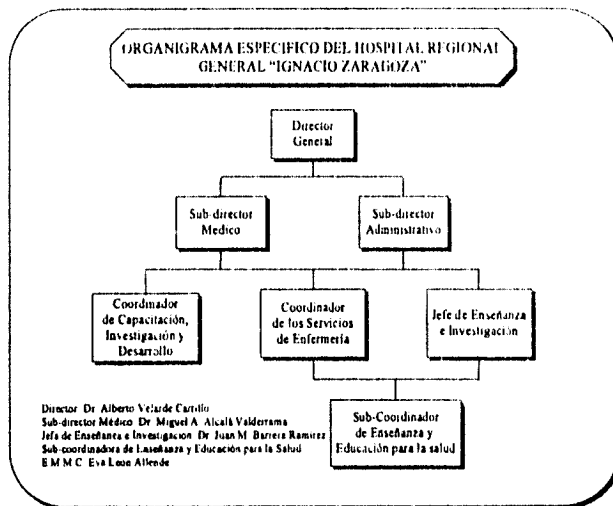 ORGANIGRAMA ESPECIFICO DEL HOSPITAL REGIONAL
GENERAL "IGNACIO ZARAGOZA"
Director
General
Sub-director
Medico
Sub-director
Administrativo
Coordinador
de Capacitación,
Investigación y
Desarrollo
Coordinador
de los Servicios
de Enfermería
Jefe de Enseñanza
e Investigación
Sub-Coordinador
de Enseñanza y
Educación para la salud
Director Dr. Alberto Velarde Carrillo
Sub-director Médico Dr. Miguel A. Alcalá Valderrama
Jefa de Enseñanza e Investigación Dr. Juan M. Barrera Ramirez
Sub-coordinadora de Enseñanza y Educación para la Salud
E.M.M.C. Eva Leon Allende